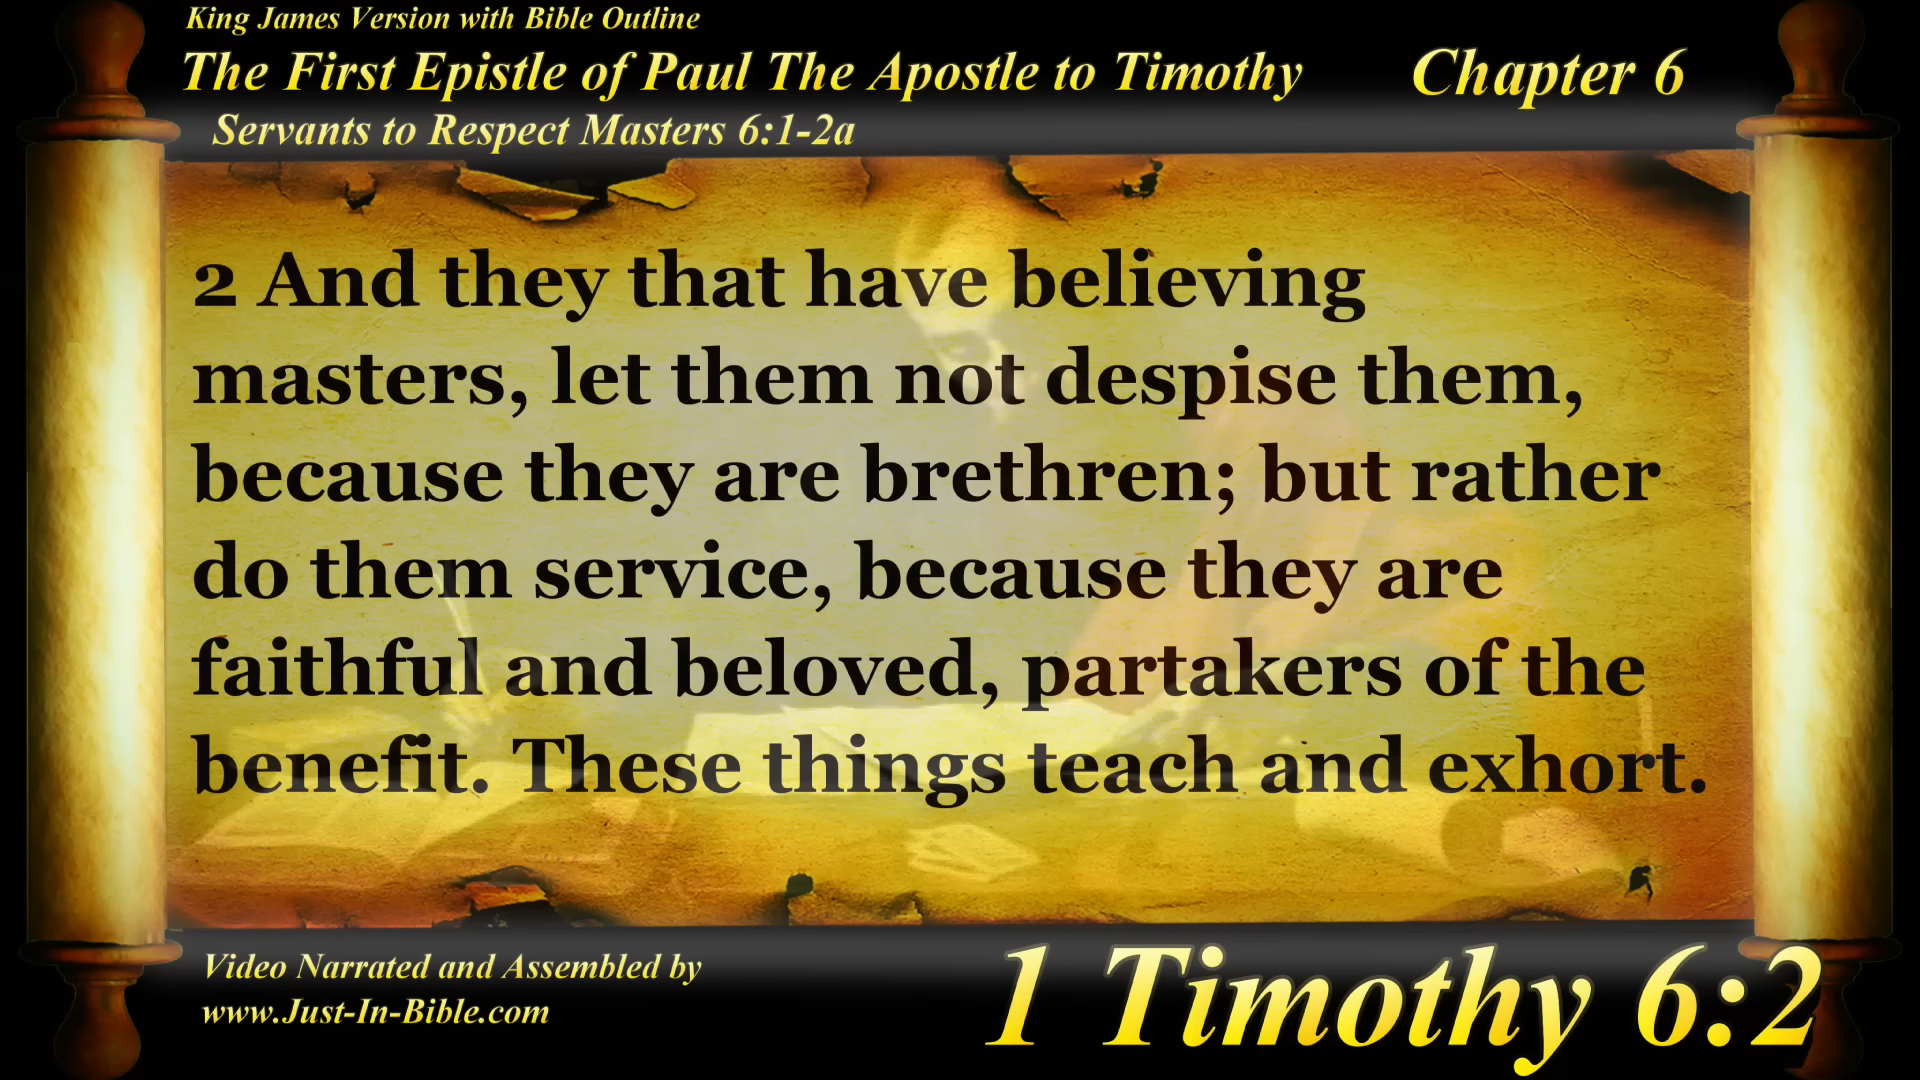 King James Version with Bible Outline
The First Epistle of Paul The Apostle to Timothy
Chapter 6
Servants to Respect Masters 6:1-2a
2 And they that have believing
masters, let them not despise them,
because they are brethren; but rather
do them service, because they are
faithful and beloved, partakers of the
benefit. These things teach and exhort.
Video Narrated and Assembled by
www.Just-In-Bible.com
1 Timothy 6:2